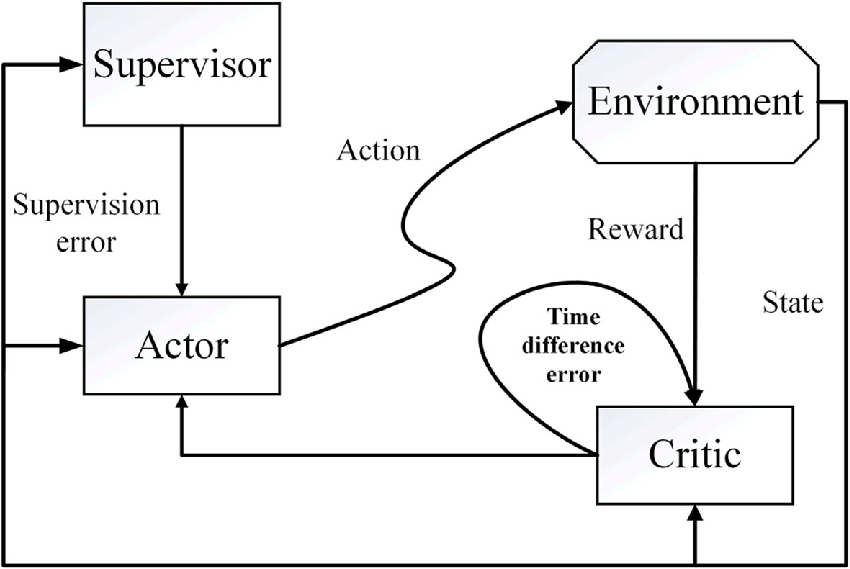 Supervisor
Environment
Action
Supervision
error
Reward
State
Time
difference
error
Actor
Critic